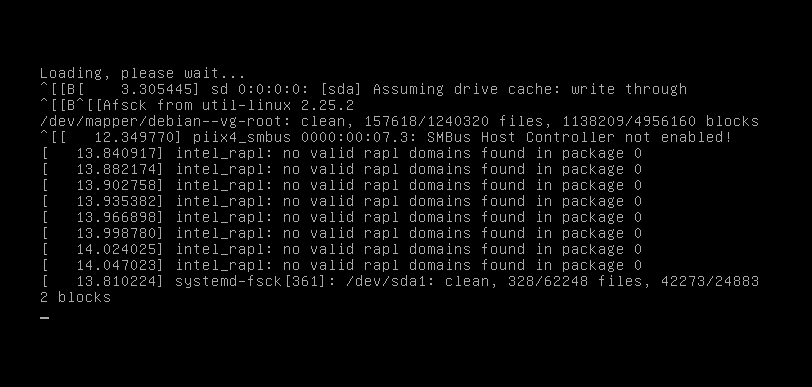 Loading, please wait...
^[[B[    3.305445] sd 0:0:0:0: [sda] Assuming drive cache: write through
^[[B^[[Afsck from util-linux 2.25.2
/dev/mapper/debian--vg-root: clean, 157618/1240320 files, 1138209/4956160 blocks
^[[   12.349770] piix4_smbus 0000:00:07.3: SMBus Host Controller not enabled!
[   13.840917] intel_rapl: no valid rapl domains found in package 0
[   13.882174] intel_rapl: no valid rapl domains found in package 0
[   13.902758] intel_rapl: no valid rapl domains found in package 0
[   13.935382] intel_rapl: no valid rapl domains found in package 0
[   13.966898] intel_rapl: no valid rapl domains found in package 0
[   13.998780] intel_rapl: no valid rapl domains found in package 0
[   14.024025] intel_rapl: no valid rapl domains found in package 0
[   14.047023] intel_rapl: no valid rapl domains found in package 0
[   13.810224] systemd-fsck[361]: /dev/sda1: clean, 328/62248 files, 42273/24883
2 blocks